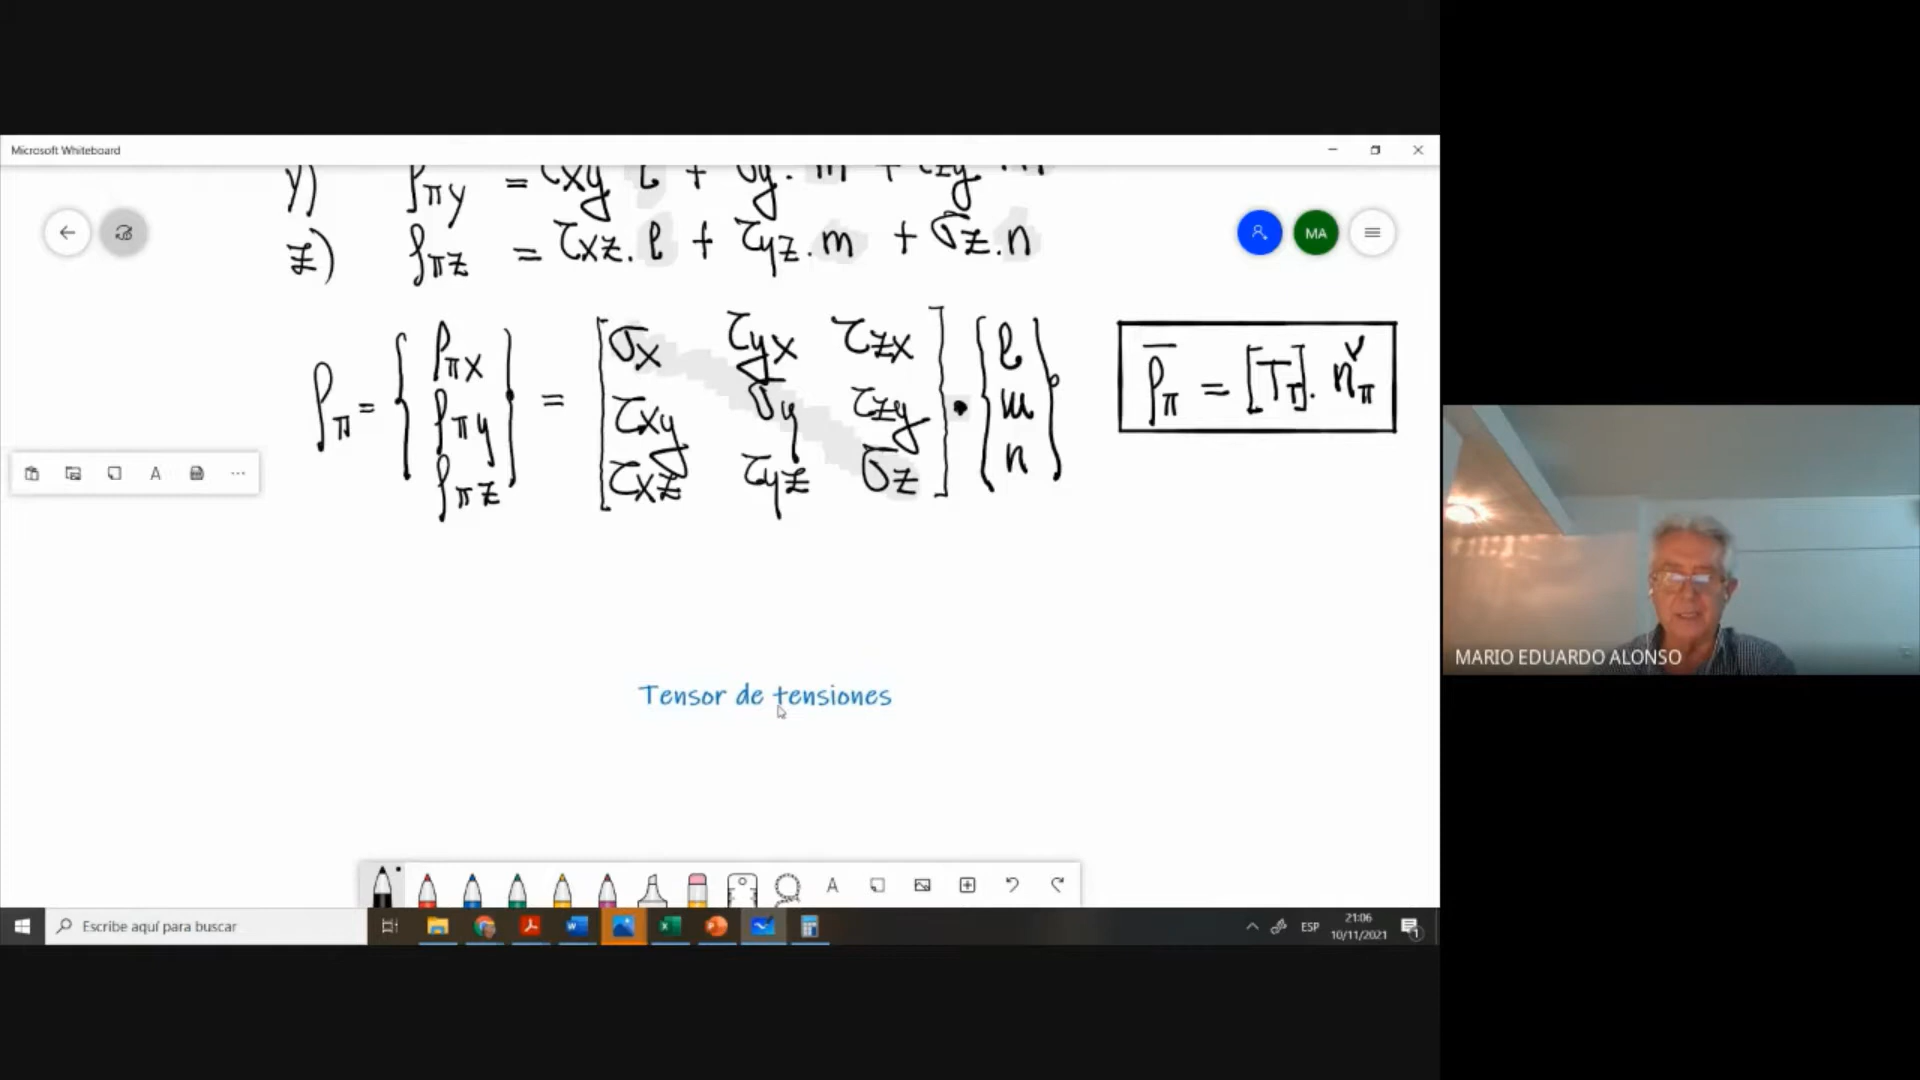 Microsoft Whiteboard
y) ρπy = τxy l + σy . m + τzy . n
z) ρπz = τxz . l + τyz . m + σz . n
MA
ρπ = { ρπx ρπy ρπz } = [ σx τyx τzx
τxy σy τzy
τxz τyz σz ] • { l m n }
ρπ = [Tπ] . n̆π
A
MARIO EDUARDO ALONSO
Tensor de tensiones
A
Escribe aquí para buscar
ESP
21:06
10/11/2021
1